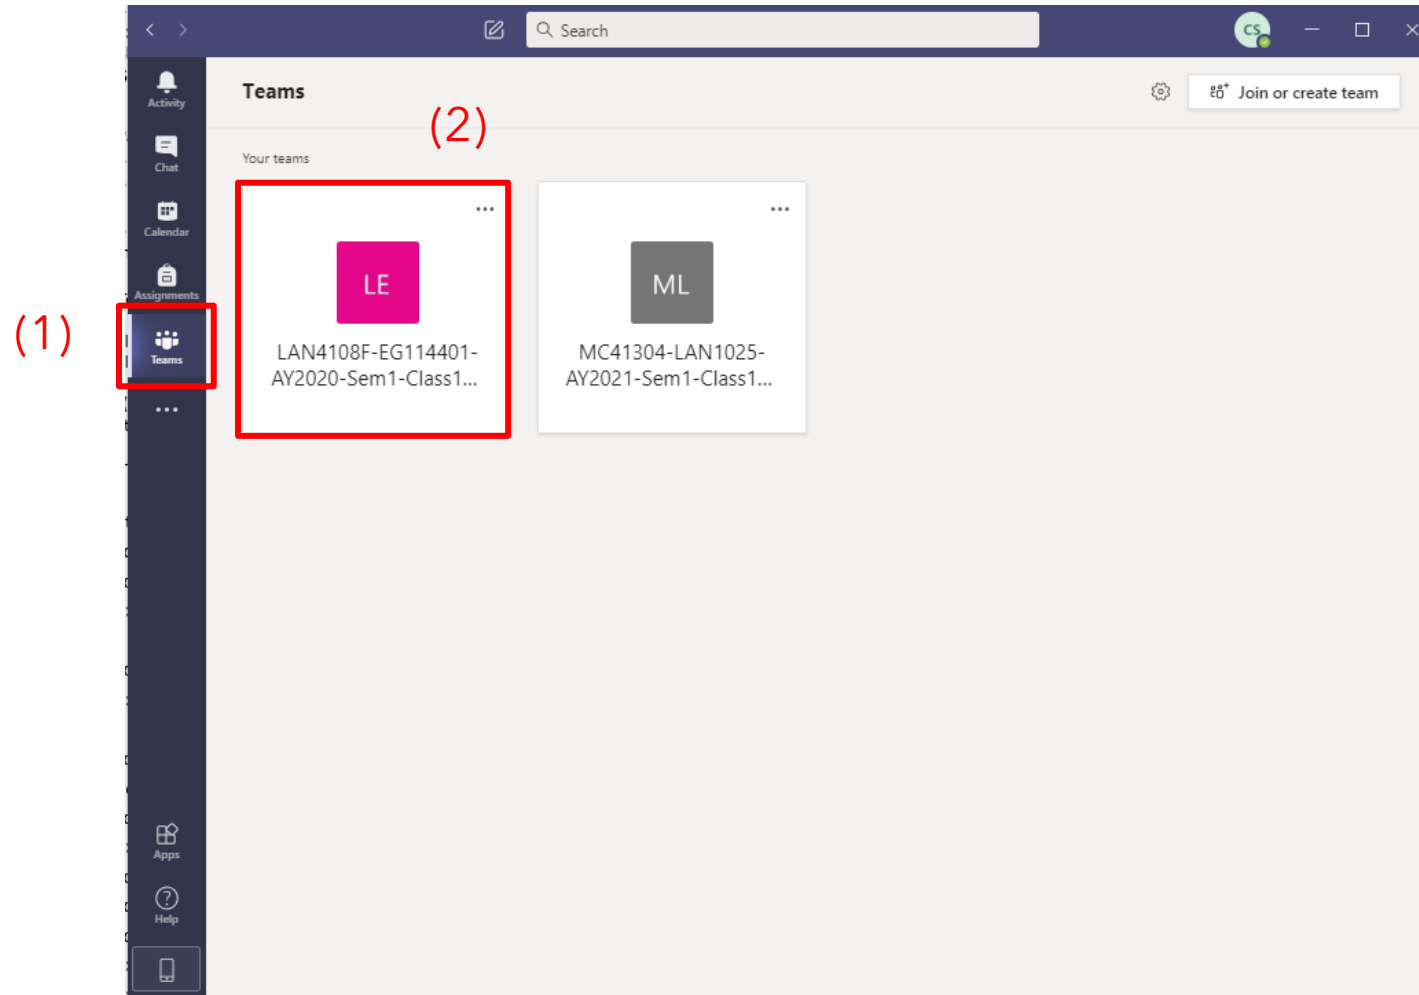 Search
CS
Activity
Chat
Calendar
Assignments
Teams
Apps
Help
(1)
Teams
(2)
Join or create team
Your teams
LE
LAN4108F-EG114401-
AY2020-Sem1-Class1...
ML
MC41304-LAN1025-
AY2021-Sem1-Class1...